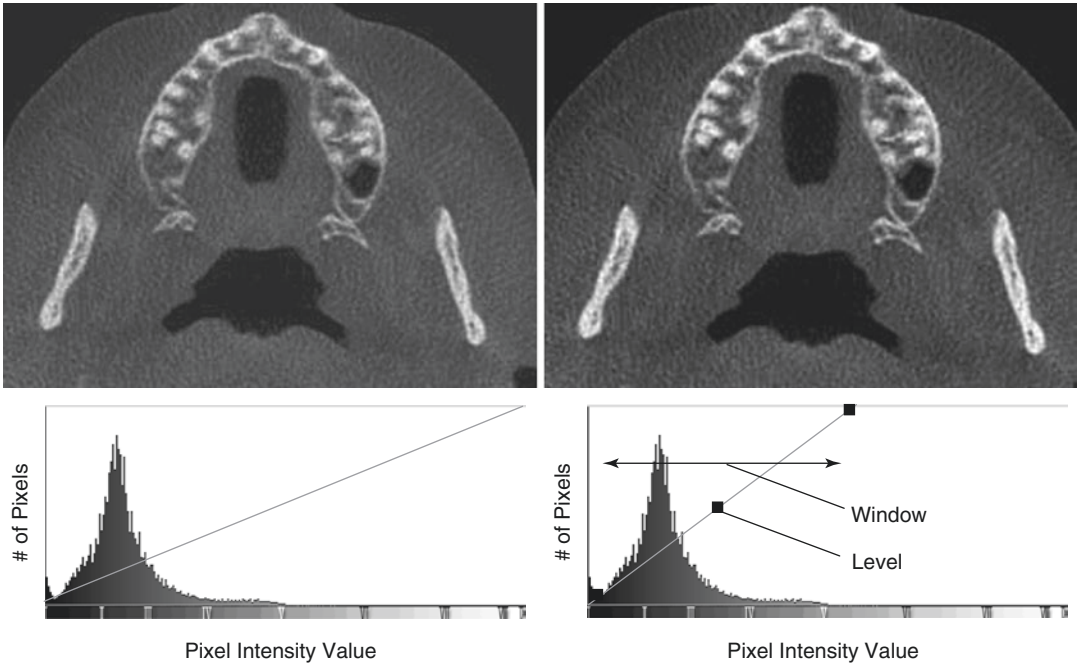 # of Pixels
Pixel Intensity Value
# of Pixels
Window
Level
Pixel Intensity Value